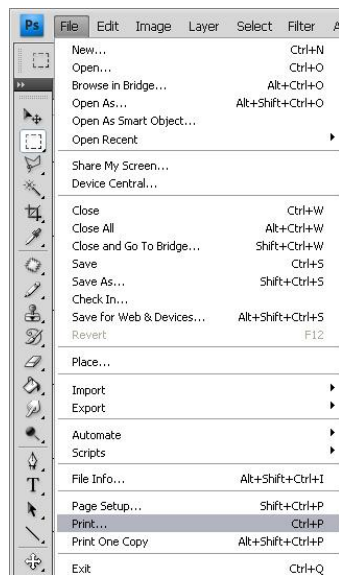 Ps File Edit Image Layer Select Filter A
New... Ctrl+N
Open... Ctrl+O
Browse in Bridge... Alt+Ctrl+O
Open As... Alt+Shift+Ctrl+O
Open As Smart Object...
Open Recent
Share My Screen...
Device Central...
Close Ctrl+W
Close All Alt+Ctrl+W
Close and Go To Bridge... Shift+Ctrl+W
Save Ctrl+S
Save As... Shift+Ctrl+S
Check In...
Save for Web & Devices... Alt+Shift+Ctrl+S
Revert F12
Place...
Import
Export
Automate
Scripts
File Info... Alt+Shift+Ctrl+I
T
Page Setup... Shift+Ctrl+P
Print... Ctrl+P
Print One Copy Alt+Shift+Ctrl+P
Exit Ctrl+Q